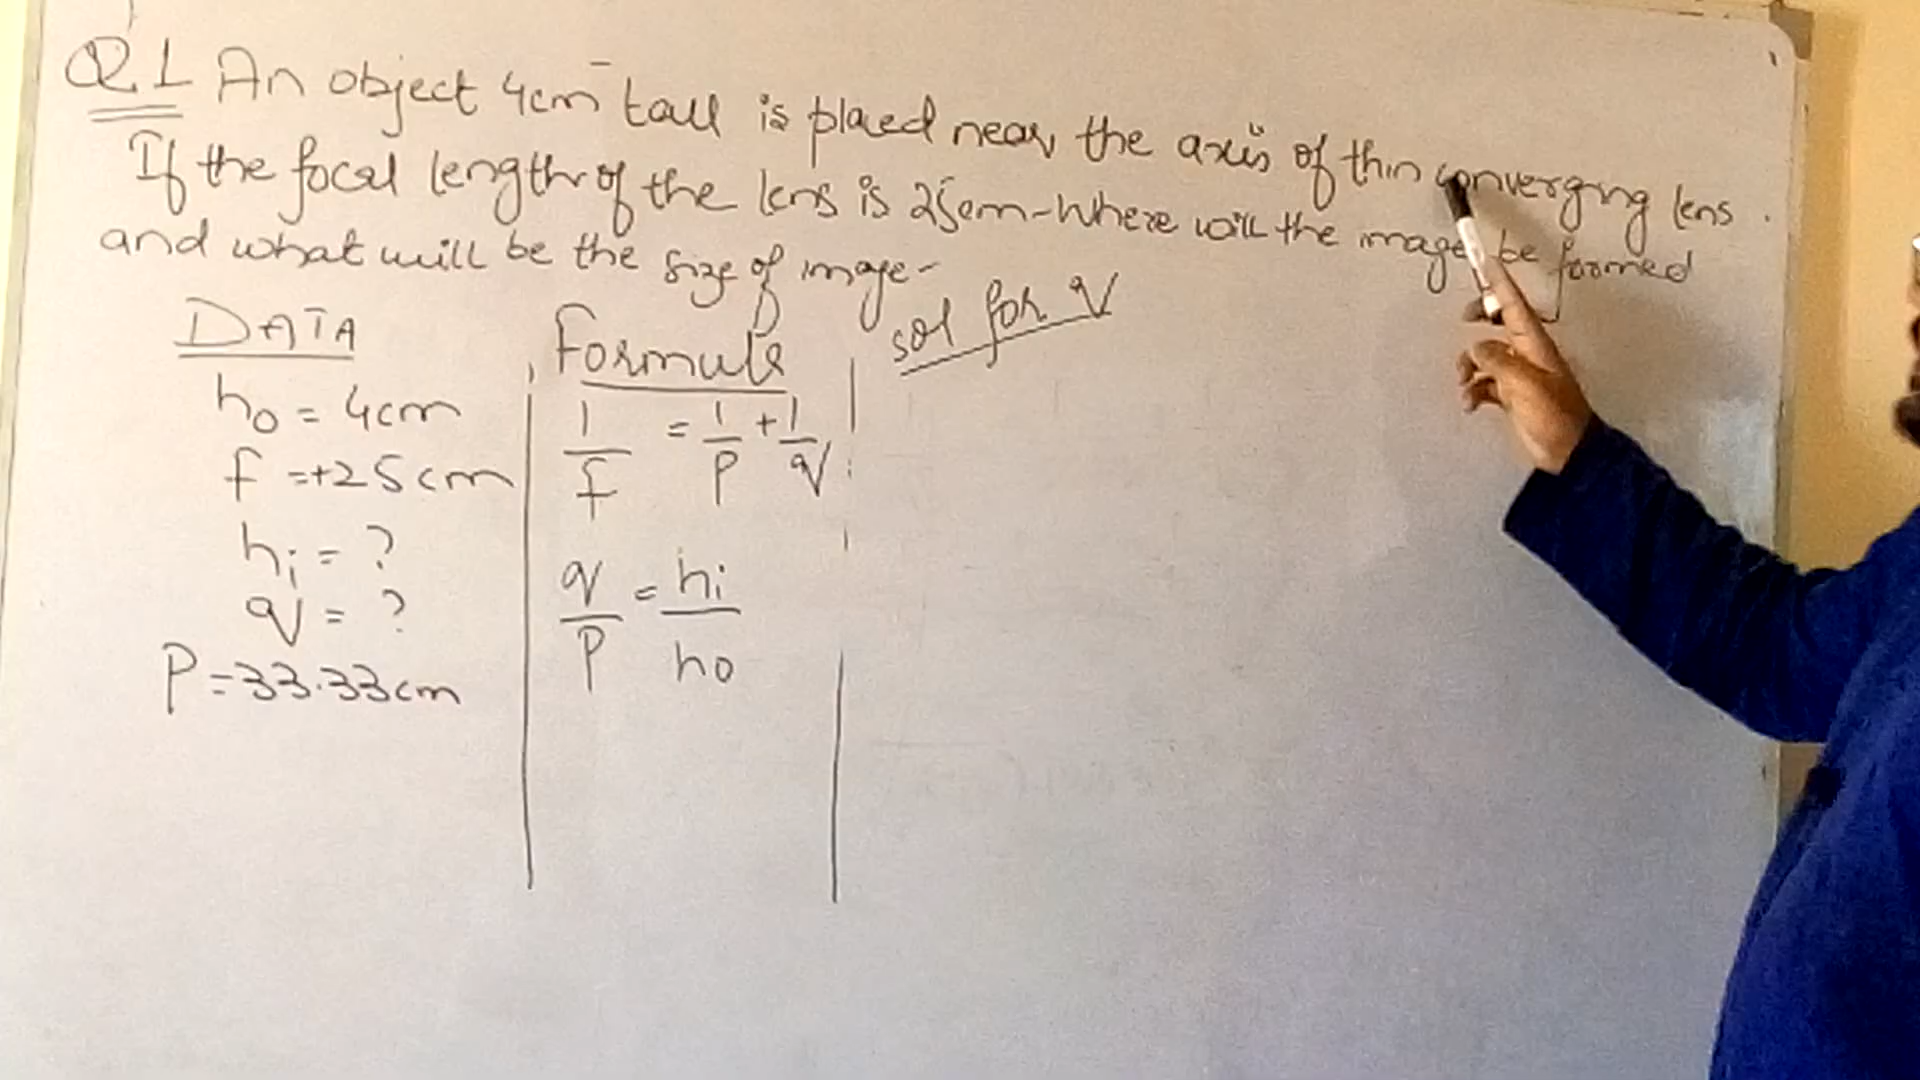 Q.1 An object 4cm tall is placed near the axis of thin converging lens.
If the focal length of the lens is 25cm. Where will the image be formed
and what will be the size of image.
DATA
h₀ = 4cm
f = +25cm
hᵢ = ?
q = ?
P = 33.33cm
Formula
1/f = 1/p + 1/q
q/p = hi/ho
sol for q